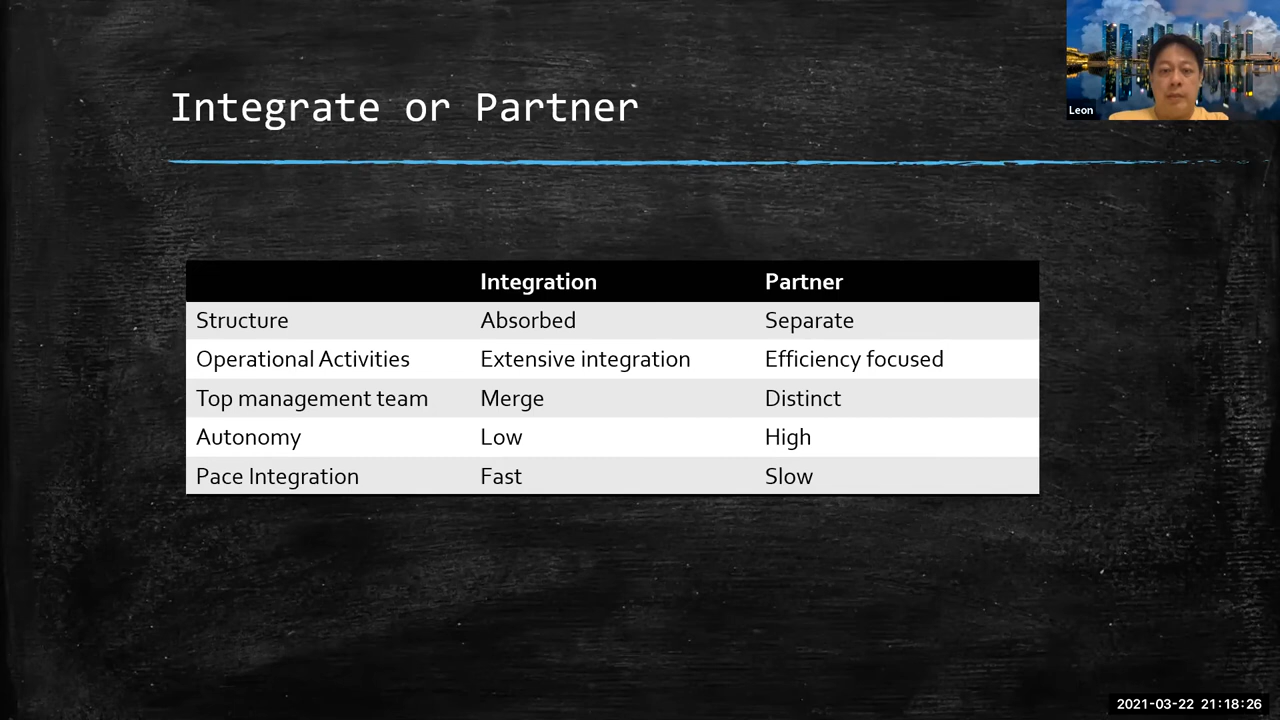 Integrate or Partner
Leon
Integration Partner
Structure Absorbed Separate
Operational Activities Extensive integration Efficiency focused
Top management team Merge Distinct
Autonomy Low High
Pace Integration Fast Slow
2021-03-22 21:18:26